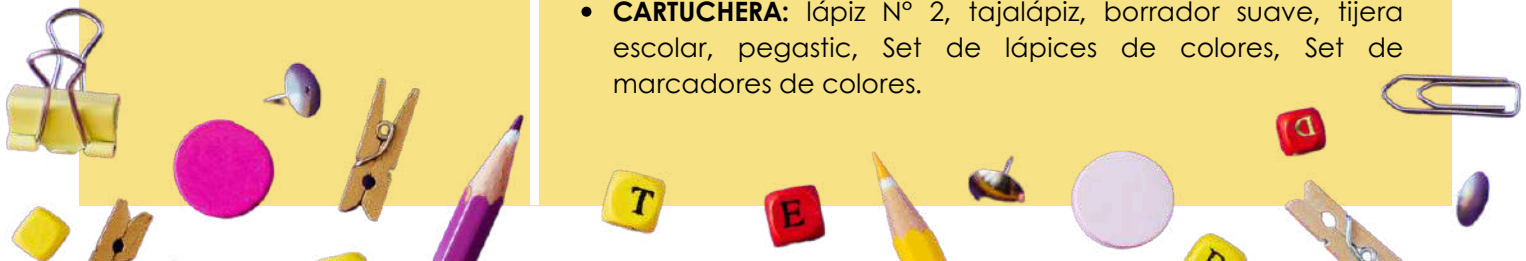 • CARTUCHERA: lápiz N° 2, tajalápiz, borrador suave, tijera
escolar, pegastic, Set de lápices de colores, Set de
marcadores de colores.
D
T
E